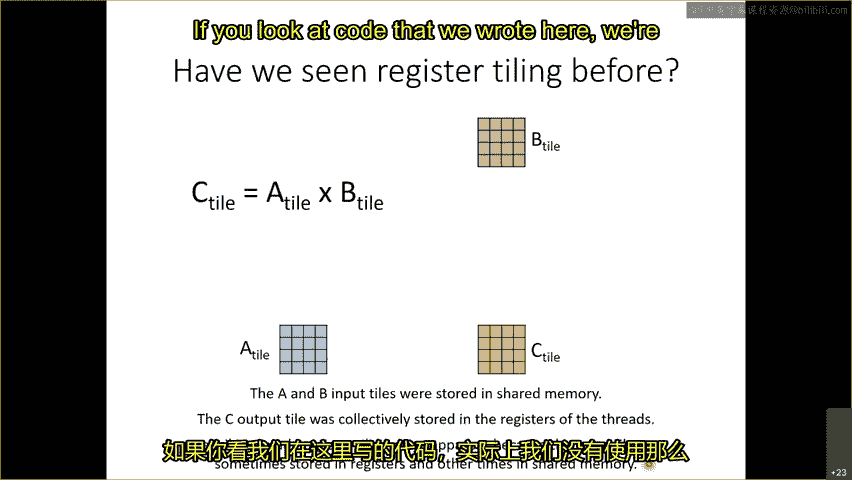 If you look at code that we wrote here, we're
Have we seen register tiling before?
B tile
C tile = A tile x B tile
A tile
C tile
The A and B input tiles were stored in shared memory.
The C output tile was collectively stored in the registers of the threads.
如果你看我们在这里写的代码，实际上我们没有使用那么
sometimes stored in registers and other times in shared memory.
+23